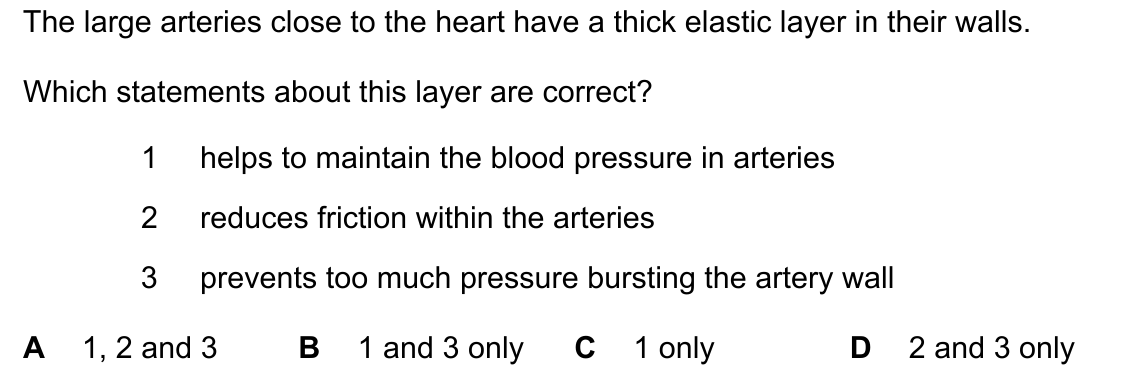 The large arteries close to the heart have a thick elastic layer in their walls.
Which statements about this layer are correct?
1 helps to maintain the blood pressure in arteries
2 reduces friction within the arteries
3 prevents too much pressure bursting the artery wall
A 1, 2 and 3 B 1 and 3 only C 1 only D 2 and 3 only